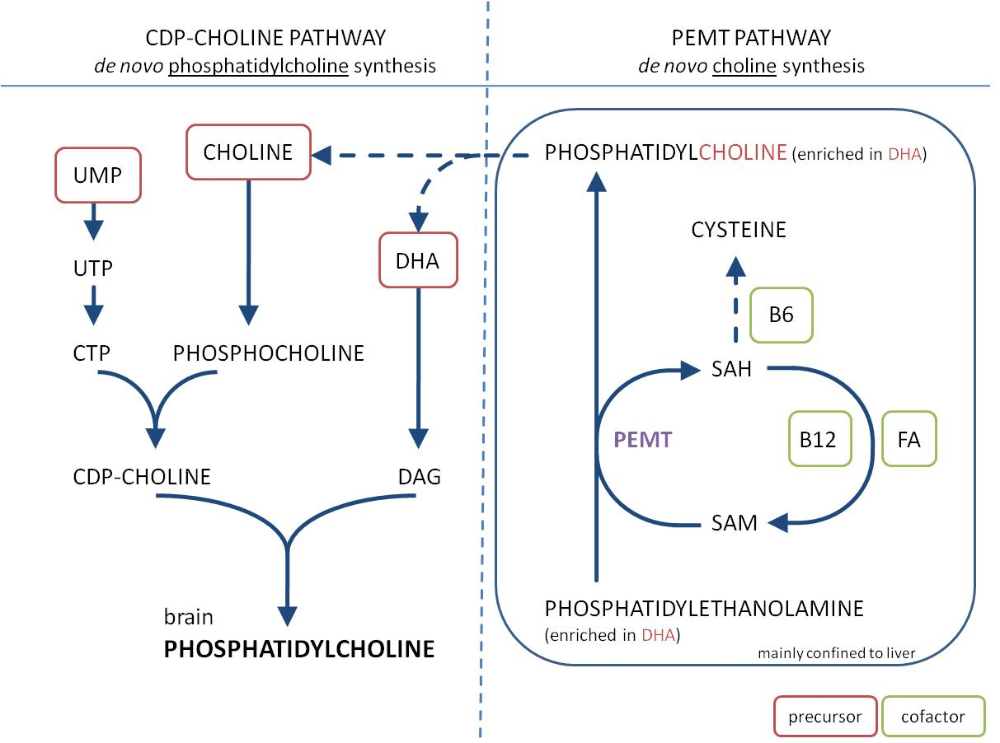 CDP-CHOLINE PATHWAY
de novo phosphatidylcholine synthesis
PEMT PATHWAY
de novo choline synthesis
UMP
CHOLINE
DHA
UTP
CTP
PHOSPHOCHOLINE
CDP-CHOLINE
DAG
brain
PHOSPHATIDYLCHOLINE
PHOSPHATIDYLCHOLINE (enriched in DHA)
CYSTEINE
B6
SAH
PEMT
B12
FA
SAM
PHOSPHATIDYLETHANOLAMINE
(enriched in DHA)
mainly confined to liver
precursor
cofactor